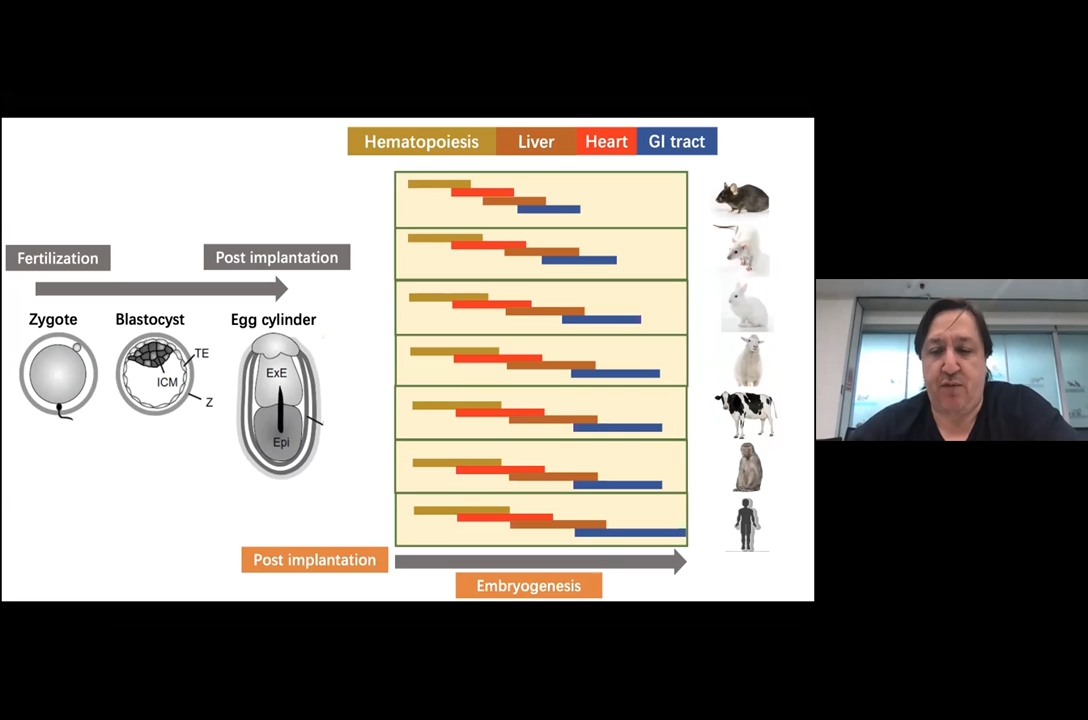 Hematopoiesis Liver Heart GI tract
Fertilization
Post implantation
Zygote
Blastocyst
Egg cylinder
TE
ICM
Z
ExE
Epi
Post implantation
Embryogenesis